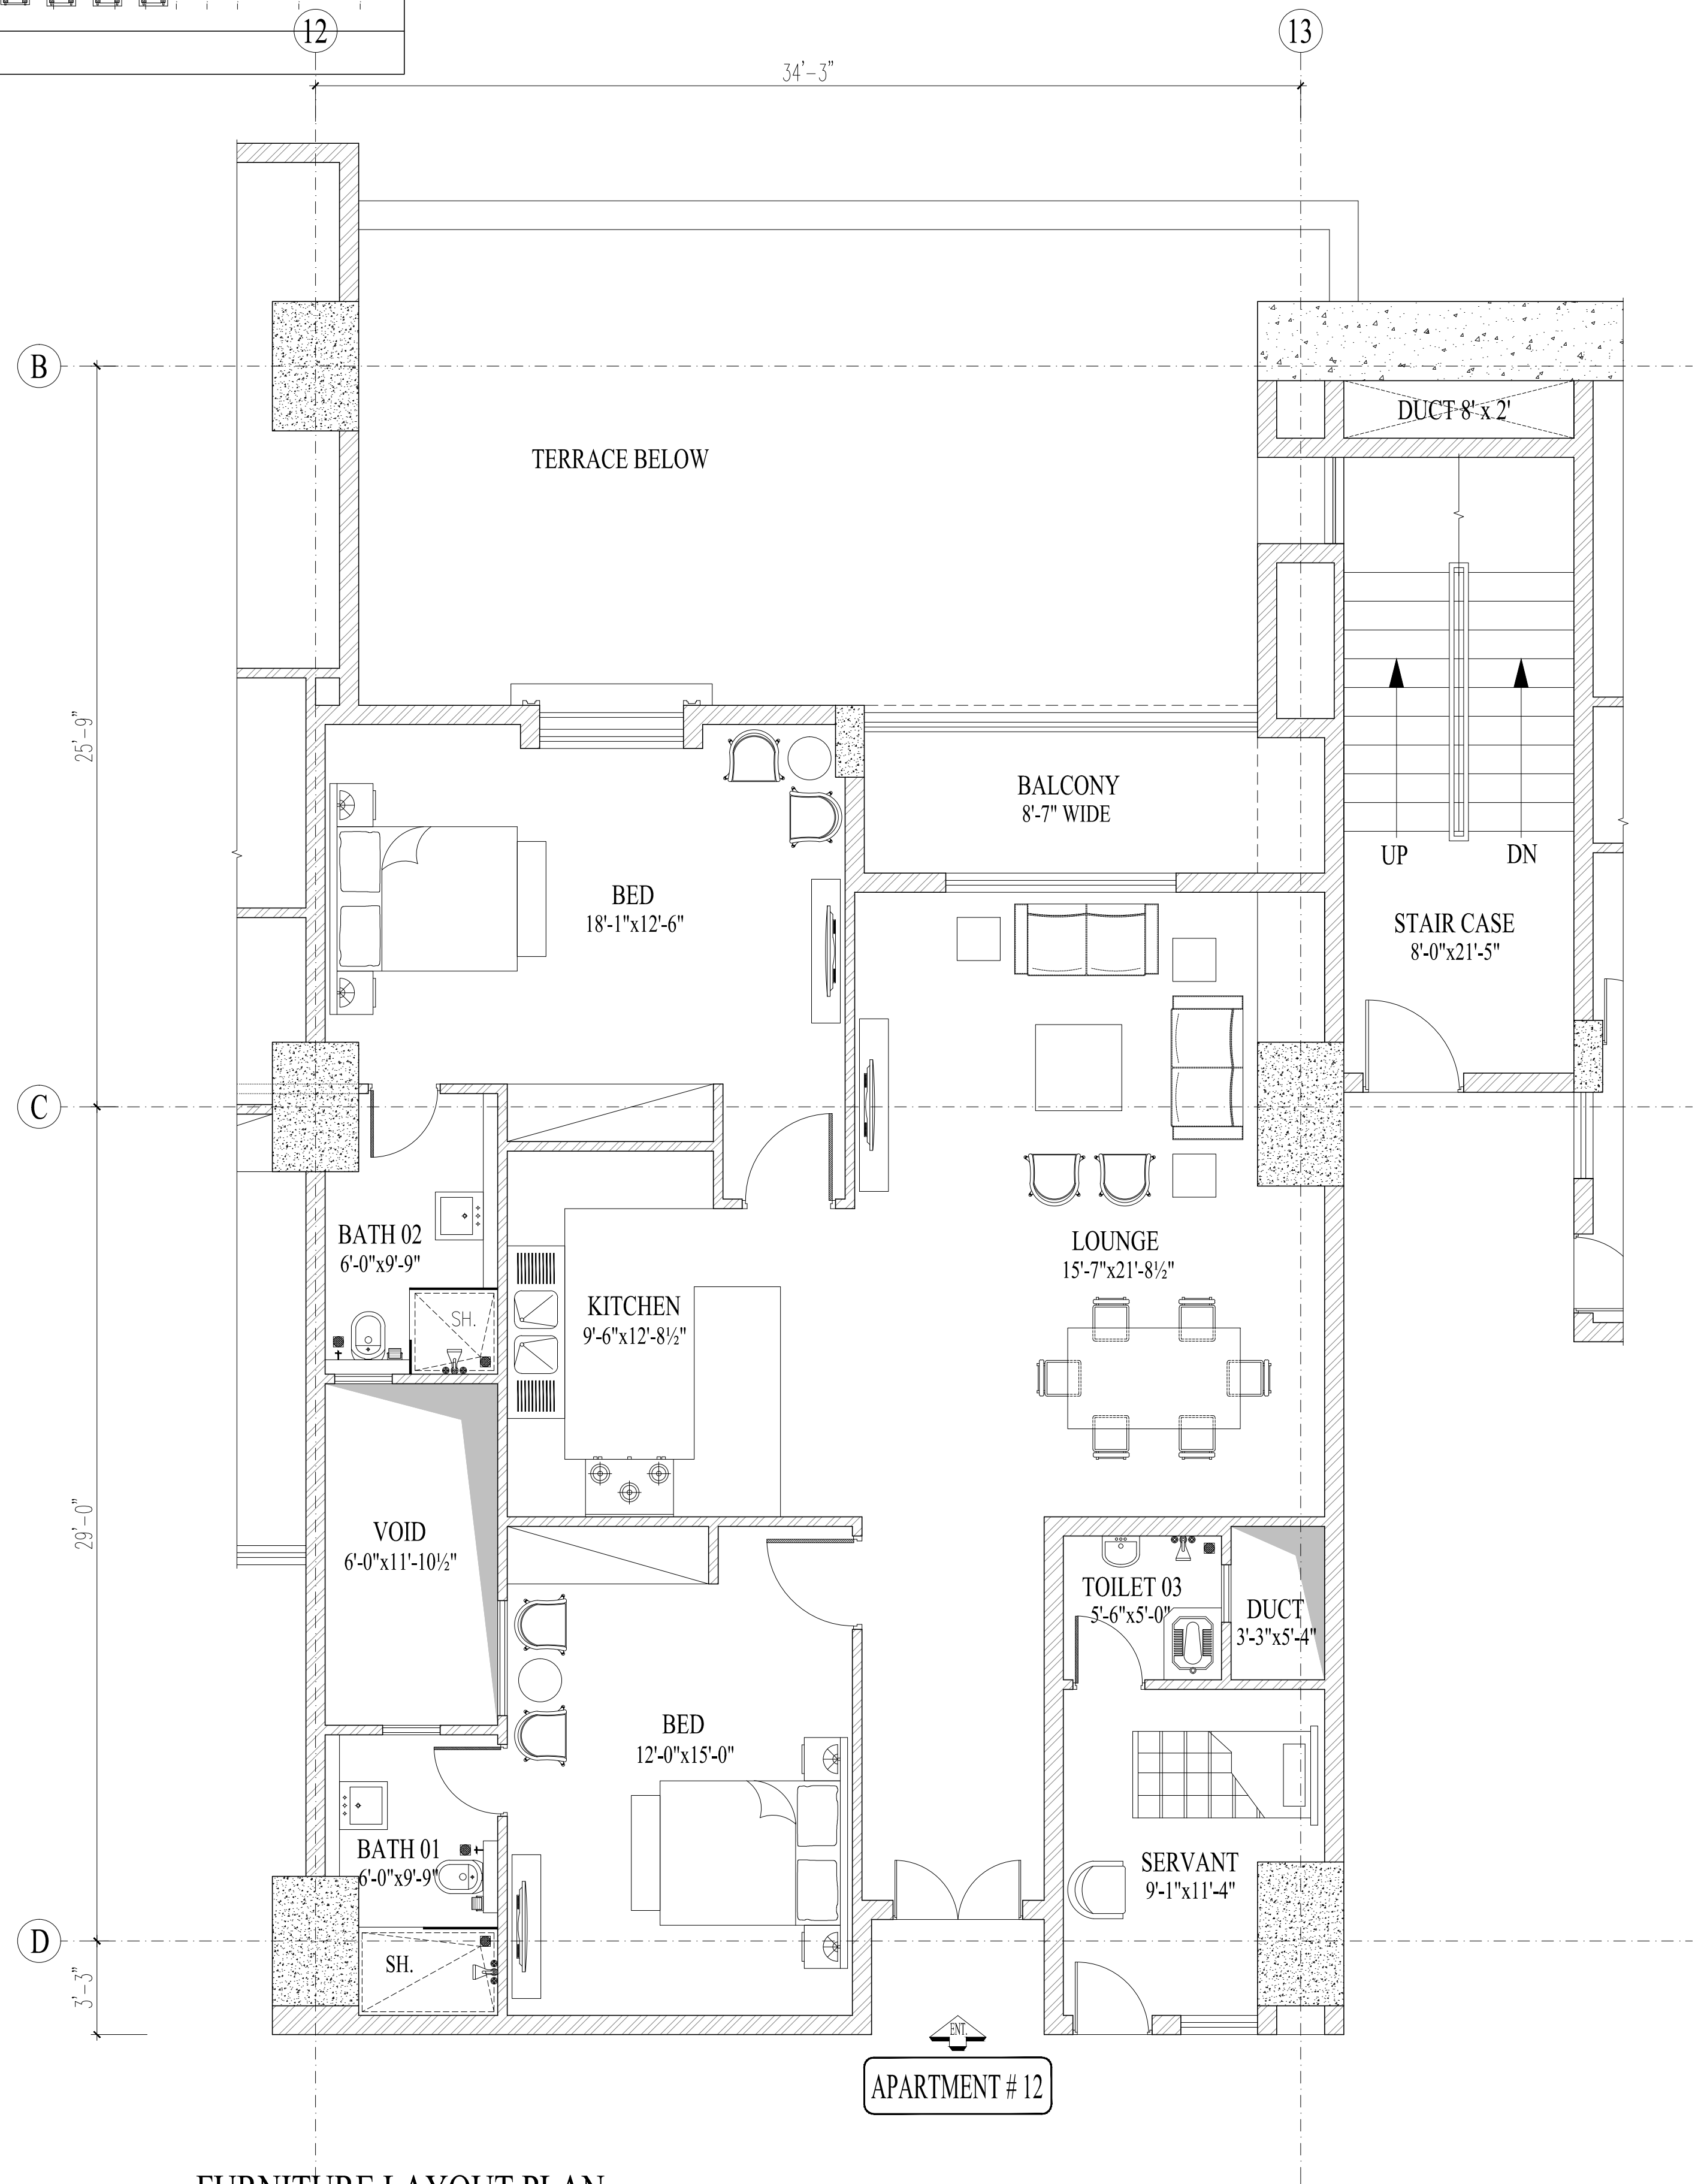 12
13
34'-3"
B
DUCT 8' x 2'
TERRACE BELOW
25'-9"
BALCONY
8'-7" WIDE
UP
DN
BED
18'-1"x12'-6"
STAIR CASE
8'-0"x21'-5"
C
BATH 02
6'-0"x9'-9"
LOUNGE
15'-7"x21'-8½"
SH.
KITCHEN
9'-6"x12'-8½"
29'-0"
VOID
6'-0"x11'-10½"
TOILET 03
5'-6"x5'-0"
DUCT
3'-3"x5'-4"
BED
12'-0"x15'-0"
BATH 01
6'-0"x9'-9"
SERVANT
9'-1"x11'-4"
D
SH.
3'-3"
ENT.
APARTMENT # 12
FURNITURE LAYOUT PLAN